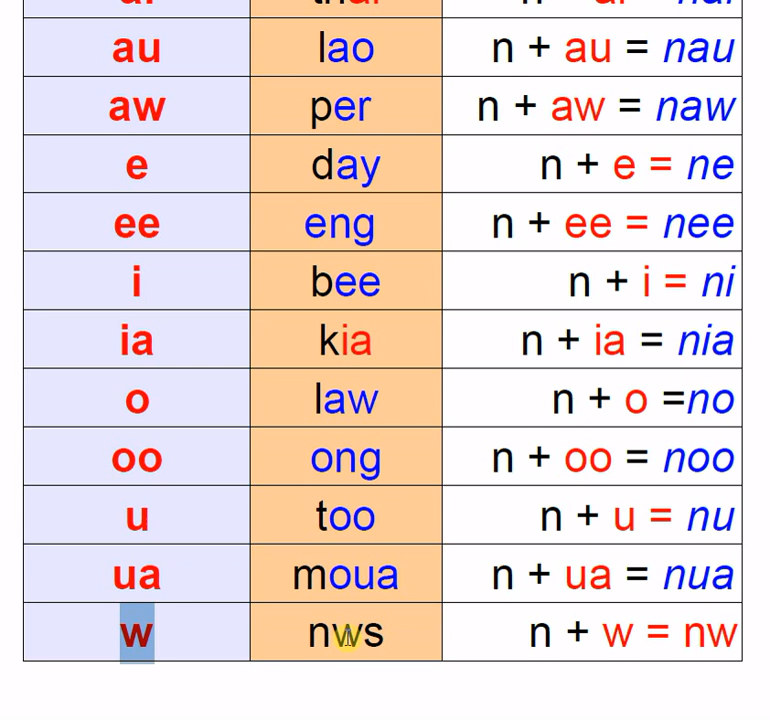 au lao n + au = nau
aw per n + aw = naw
e day n + e = ne
ee eng n + ee = nee
i bee n + i = ni
ia kia n + ia = nia
o law n + o =no
oo ong n + oo = noo
u too n + u = nu
ua moua n + ua = nua
w nws n + w = nw